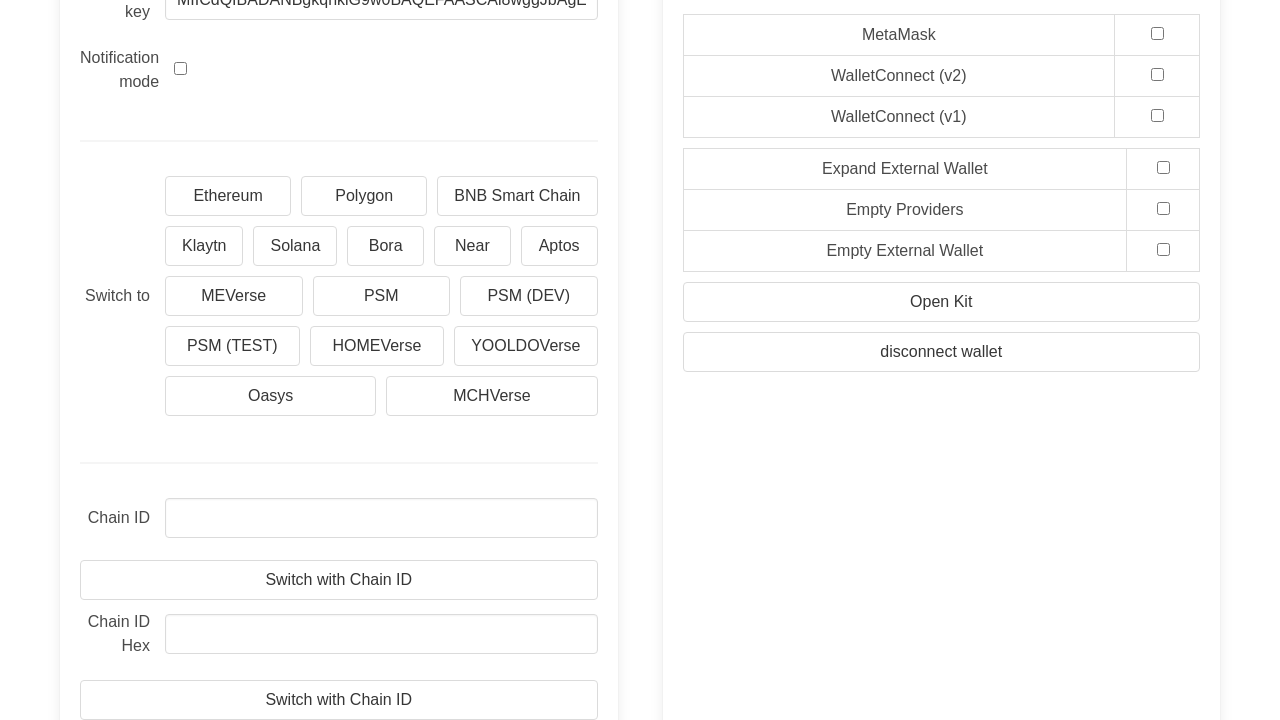 key
Notification
mode
Ethereum
Polygon
BNB Smart Chain
Klaytn
Solana
Bora
Near
Aptos
Switch to
MEVerse
PSM
PSM (DEV)
PSM (TEST)
HOMEVerse
YOOLDOVerse
Oasys
MCHVerse
Chain ID
Switch with Chain ID
Chain ID
Hex
Switch with Chain ID
MetaMask
WalletConnect (v2)
WalletConnect (v1)
Expand External Wallet
Empty Providers
Empty External Wallet
Open Kit
disconnect wallet